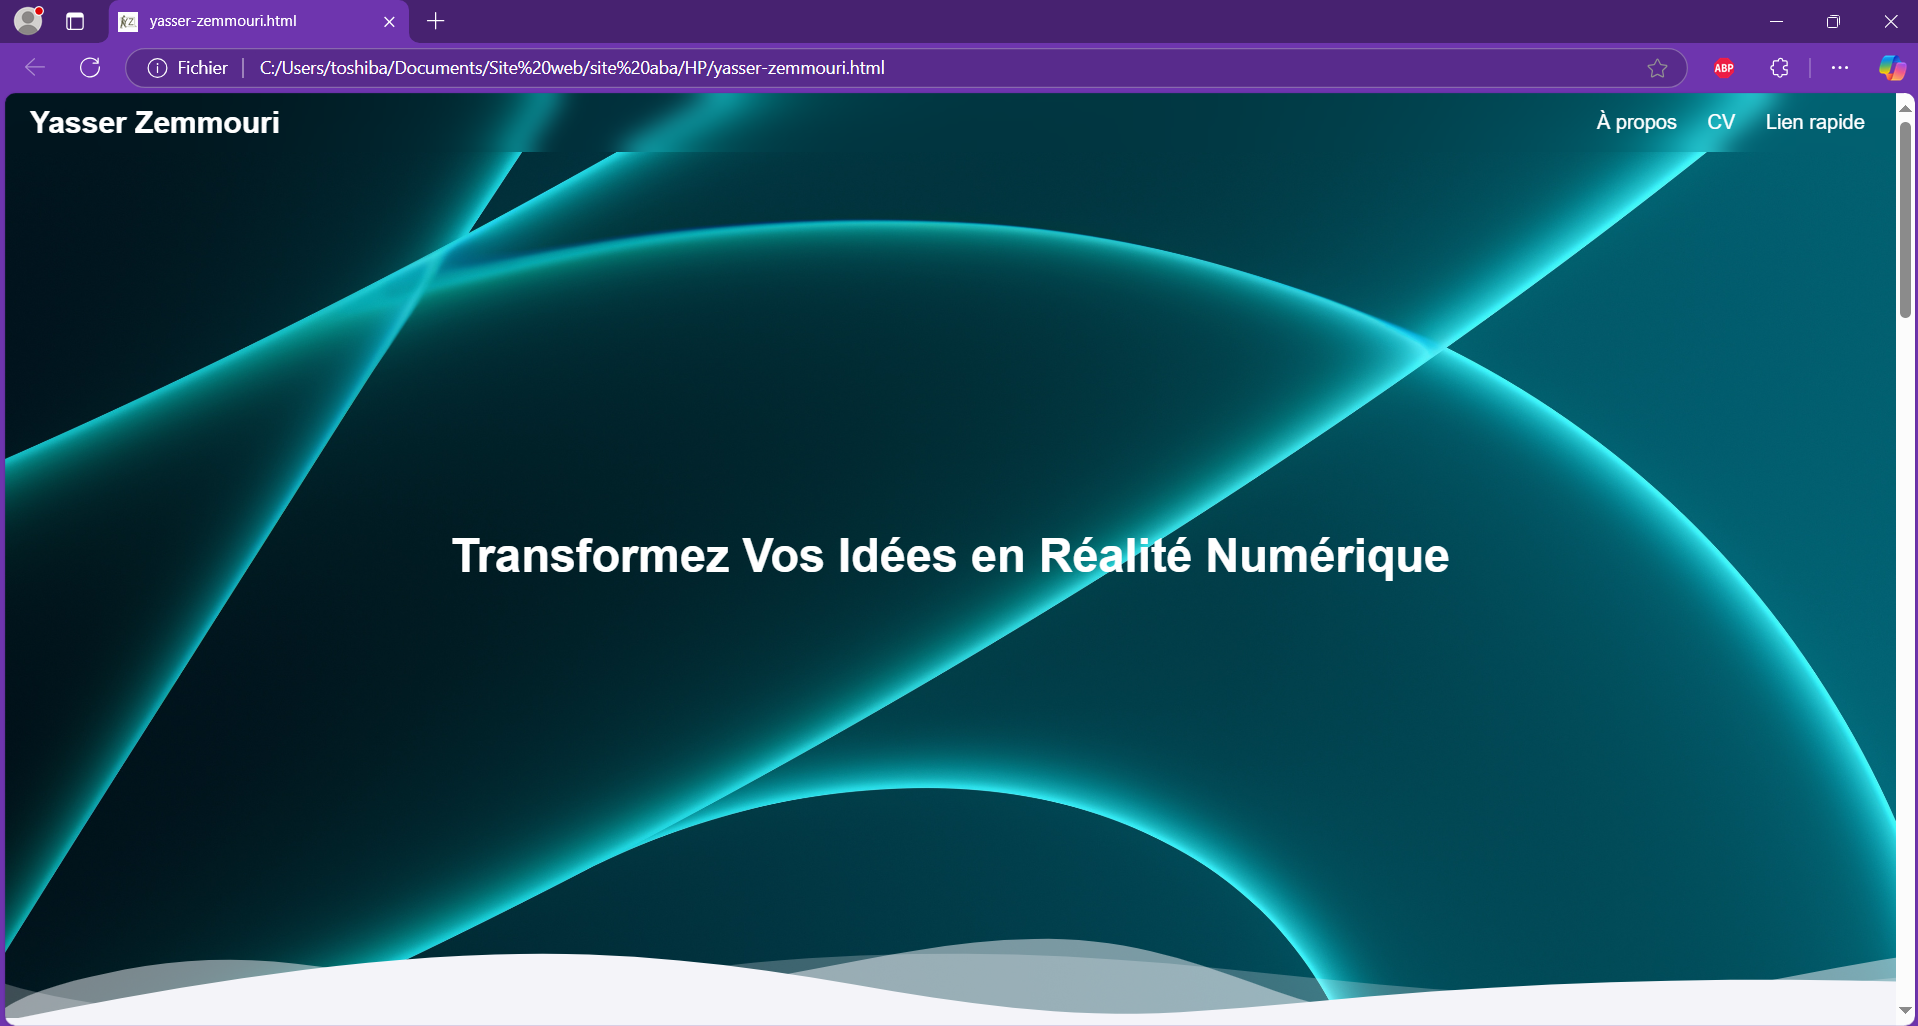 yasser-zemmouri.html
Fichier C:/Users/toshiba/Documents/Site%20web/site%20aba/HP/yasser-zemmouri.html
ABP
Yasser Zemmouri
À propos CV Lien rapide
Transformez Vos Idées en Réalité Numérique